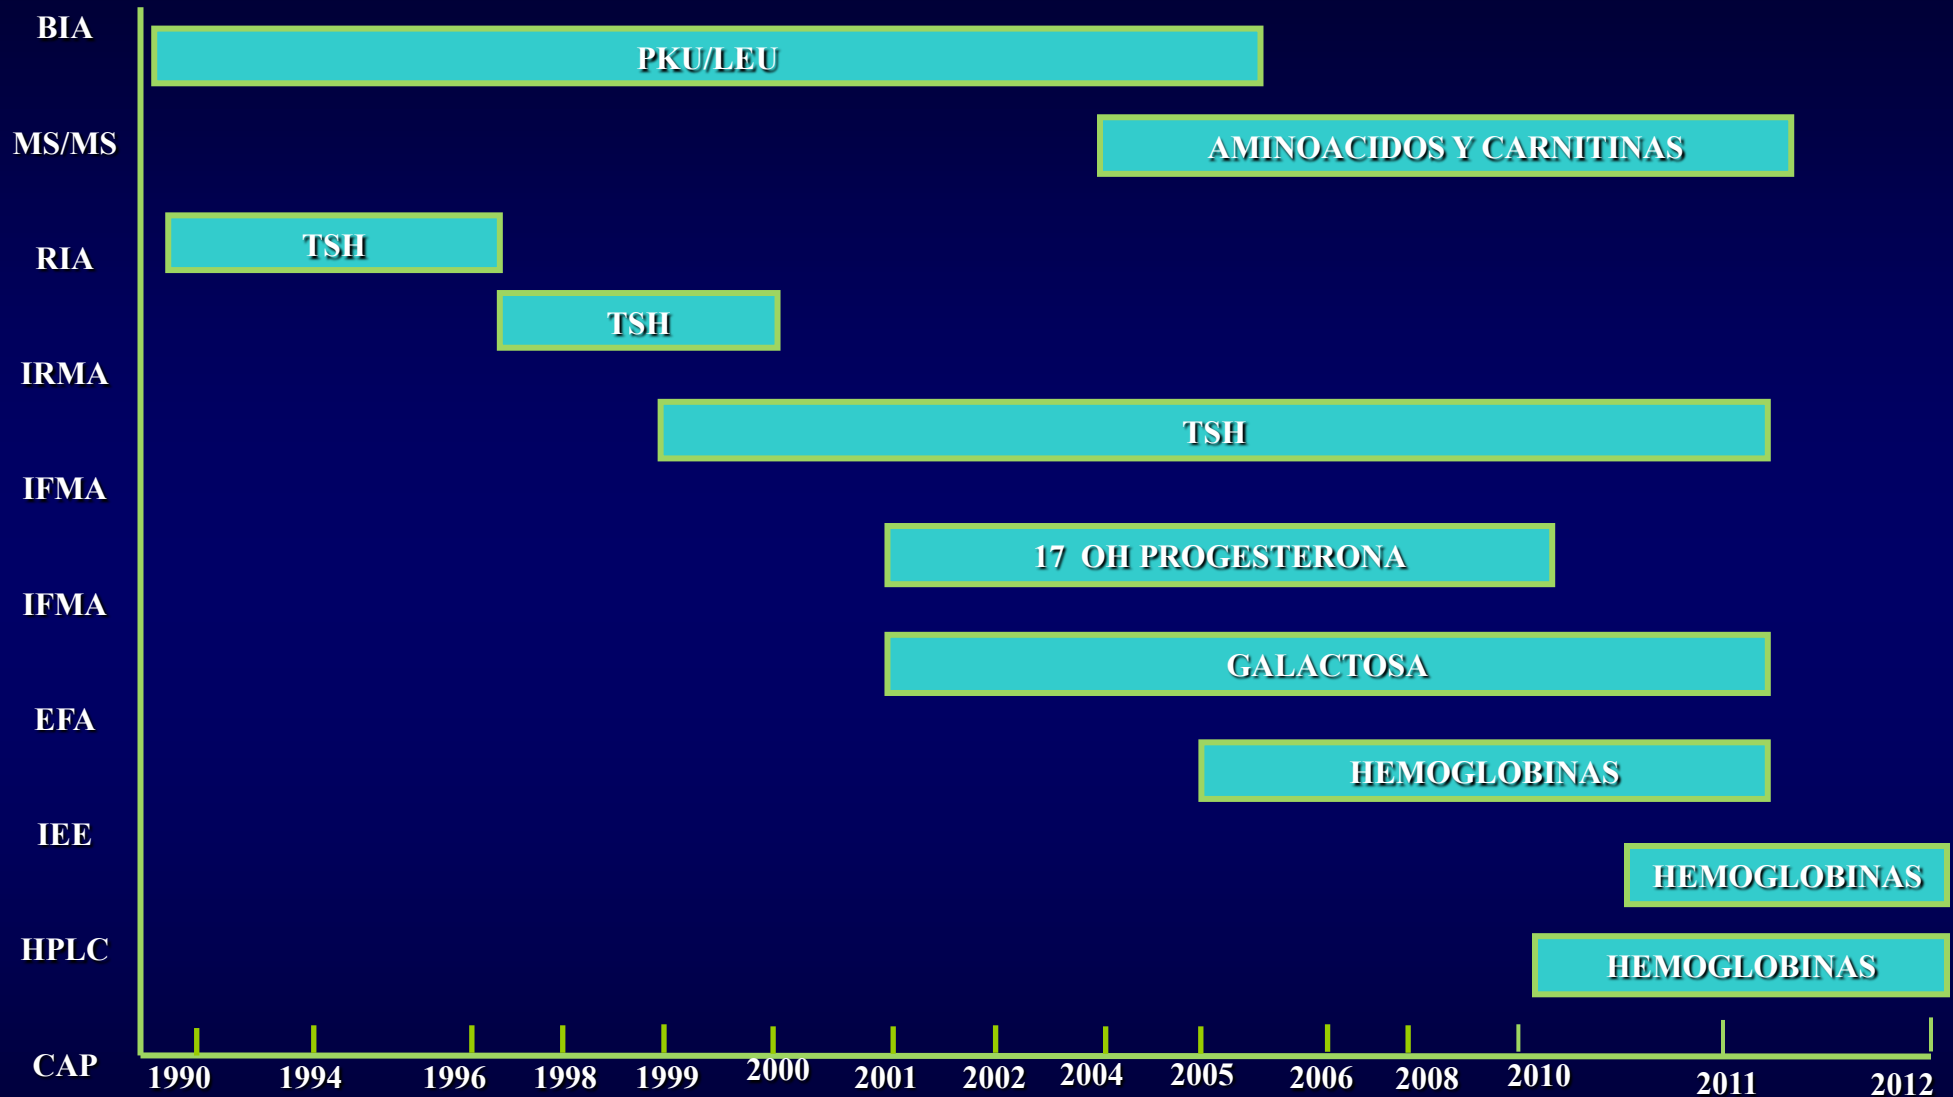 BIA
PKU/LEU
MS/MS
AMINOACIDOS Y CARNITINAS
RIA
TSH
TSH
IRMA
TSH
IFMA
17 OH PROGESTERONA
IFMA
GALACTOSA
EFA
HEMOGLOBINAS
IEE
HEMOGLOBINAS
HPLC
HEMOGLOBINAS
CAP
1990 1994 1996 1998 1999 2000 2001 2002 2004 2005 2006 2008 2010 2011 2012